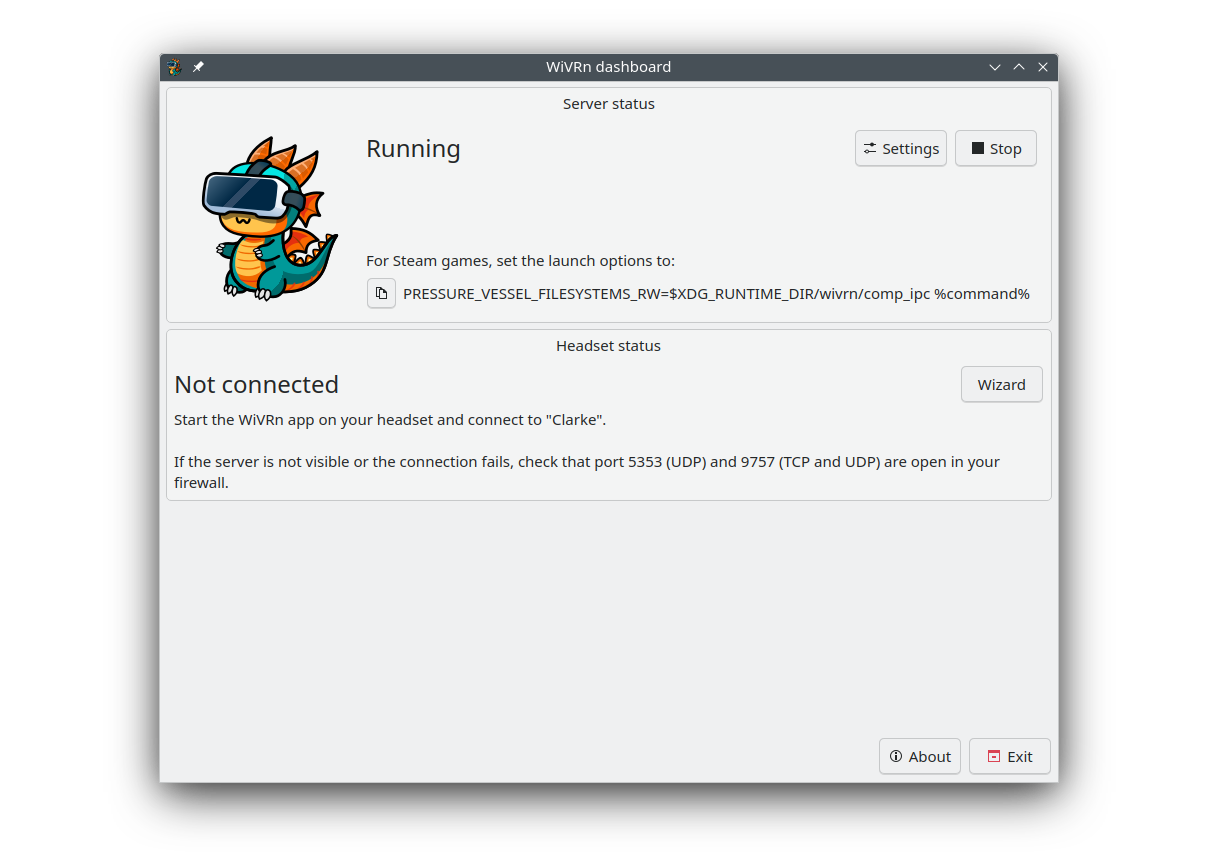 WiVRn dashboard
Server status
Running
Settings
Stop
For Steam games, set the launch options to:
PRESSURE_VESSEL_FILESYSTEMS_RW=$XDG_RUNTIME_DIR/wivrn/comp_ipc %command%
Headset status
Not connected
Wizard
Start the WiVRn app on your headset and connect to "Clarke".
If the server is not visible or the connection fails, check that port 5353 (UDP) and 9757 (TCP and UDP) are open in your
firewall.
About
Exit